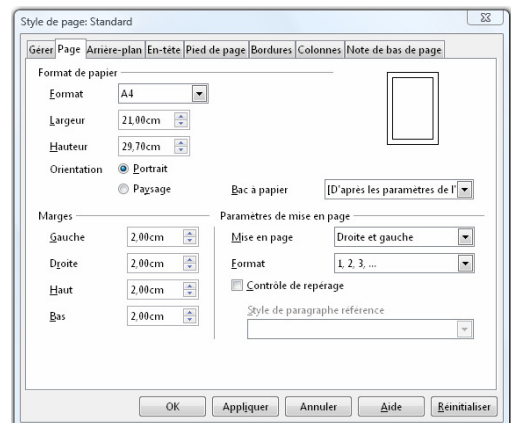 Style de page: Standard
Gérer Page Arrière-plan En-tête Pied de page Bordures Colonnes Note de bas de page
Format de papier
Format A4
Largeur 21,00cm
Hauteur 29,70cm
Orientation Portrait
Paysage Bac à papier [D'après les paramètres de l'
Marges Paramètres de mise en page
Gauche 2,00cm Mise en page Droite et gauche
Droite 2,00cm Format 1, 2, 3, ...
Haut 2,00cm Contrôle de repérage
Bas 2,00cm Style de paragraphe référence
OK Appliquer Annuler Aide Réinitialiser